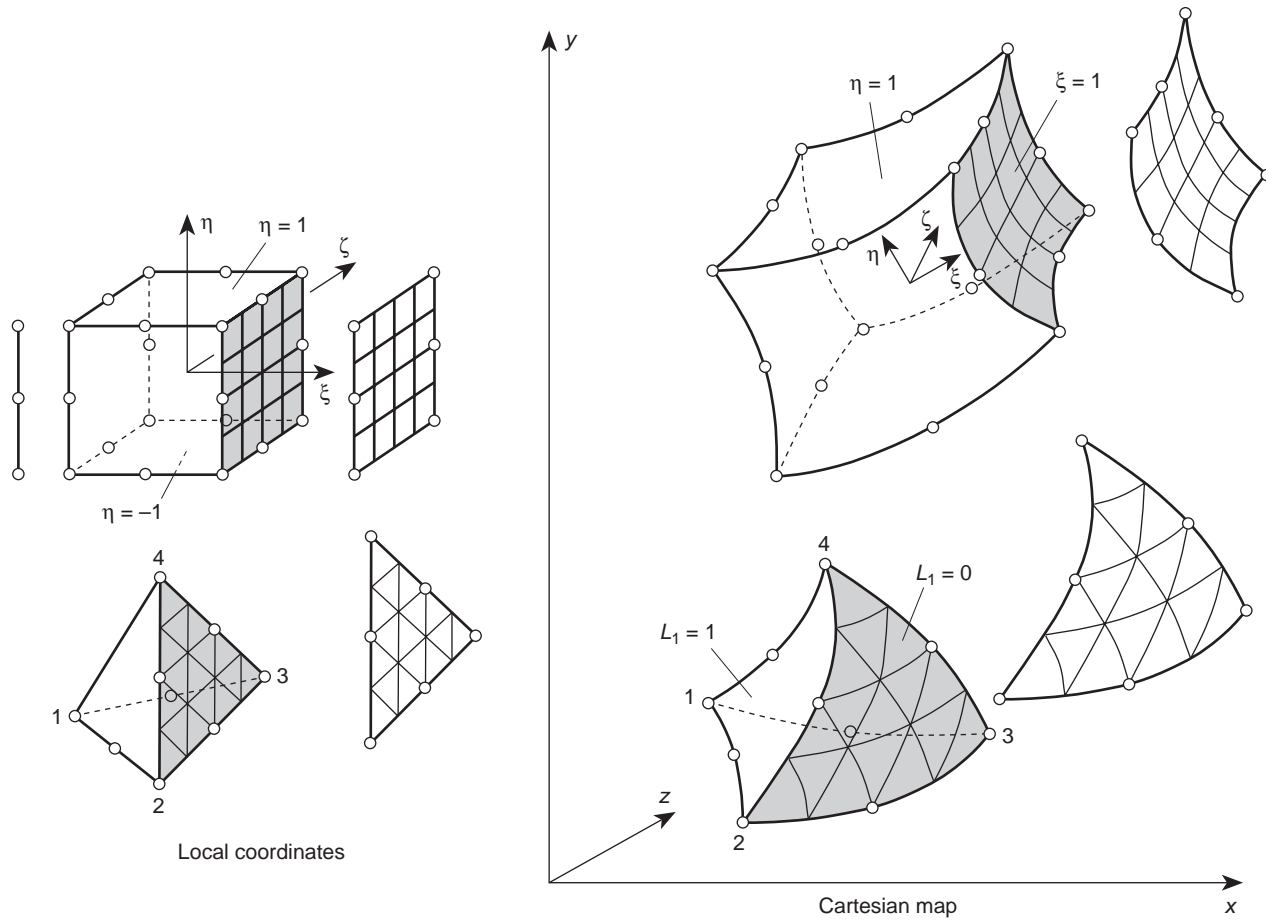 η
η = 1
ζ
ξ
η = –1
4
3
1
2
Local coordinates
y
η = 1
ξ = 1
η
ζ
ξ
4
L₁ = 0
L₁ = 1
1
3
2
z
x
Cartesian map